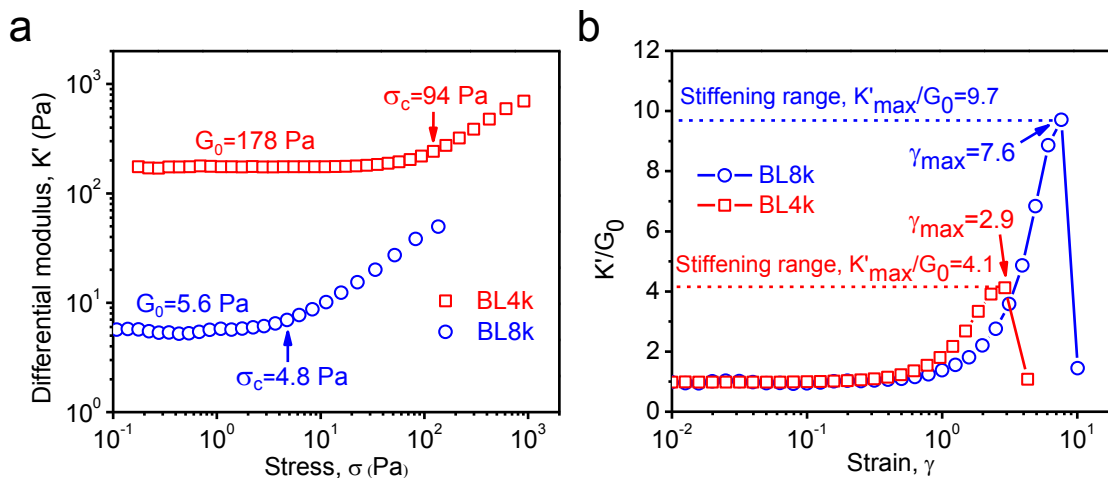 a
Differential modulus, K' (Pa)
10³
10²
10¹
10⁰
σc=94 Pa
G₀=178 Pa
G₀=5.6 Pa
σc=4.8 Pa
BL4k
BL8k
10⁻¹ 10⁰ 10¹ 10² 10³
Stress, σ (Pa)
b
K'/G₀
12
10
8
6
4
2
0
Stiffening range, K'max/G₀=9.7
γmax=7.6
BL8k
BL4k
γmax=2.9
Stiffening range, K'max/G₀=4.1
10⁻² 10⁻¹ 10⁰ 10¹
Strain, γ